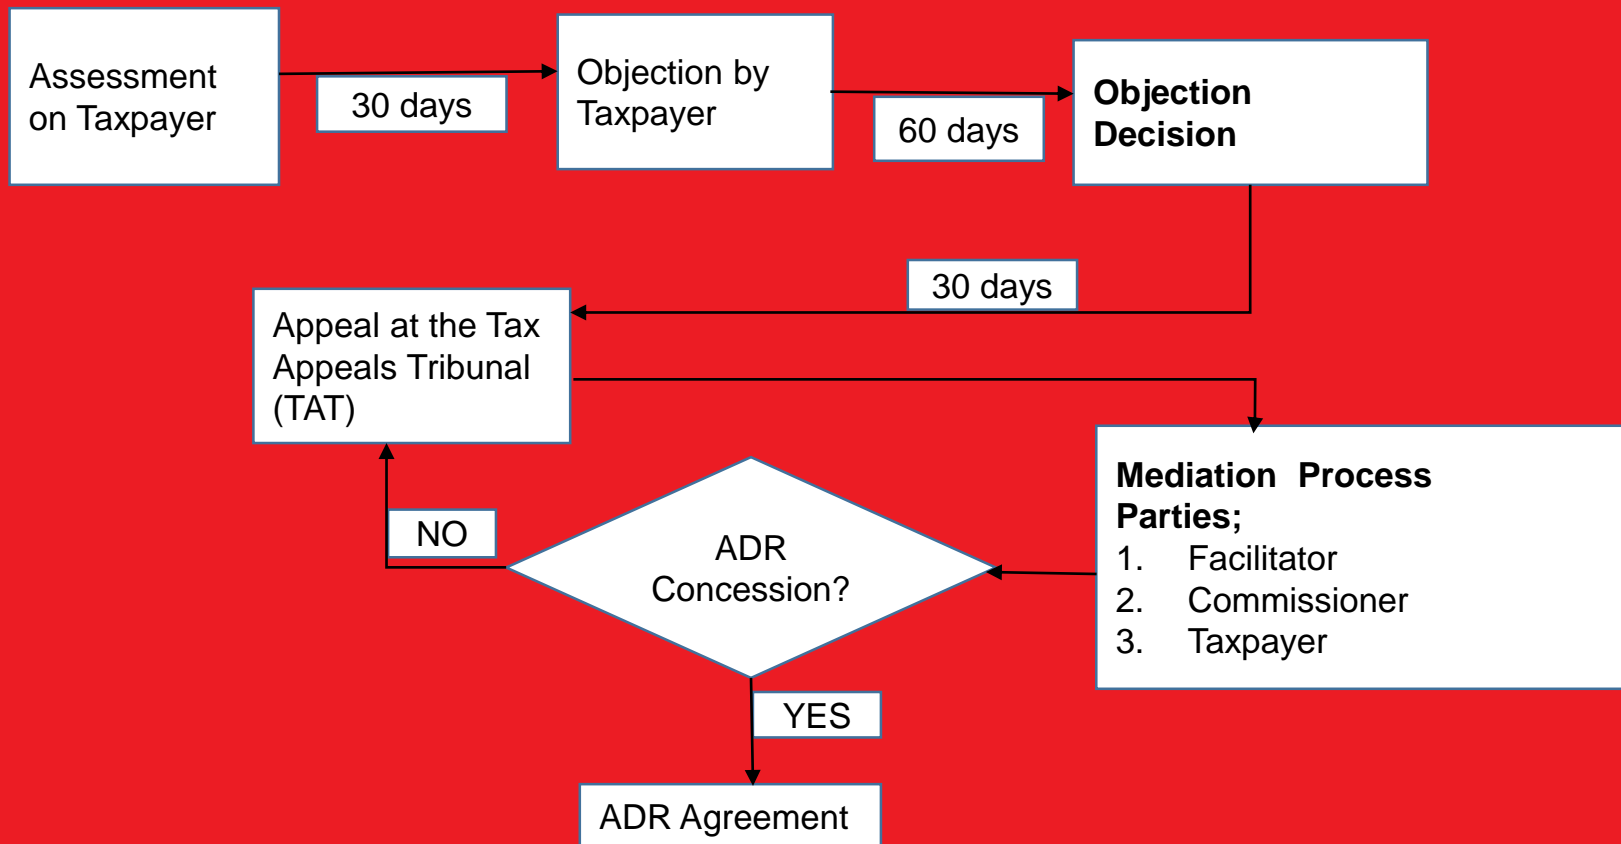 Assessment
on Taxpayer
30 days
Objection by
Taxpayer
60 days
Objection
Decision
30 days
Appeal at the Tax
Appeals Tribunal
(TAT)
Mediation Process
Parties;
1. Facilitator
2. Commissioner
3. Taxpayer
NO
ADR
Concession?
YES
ADR Agreement